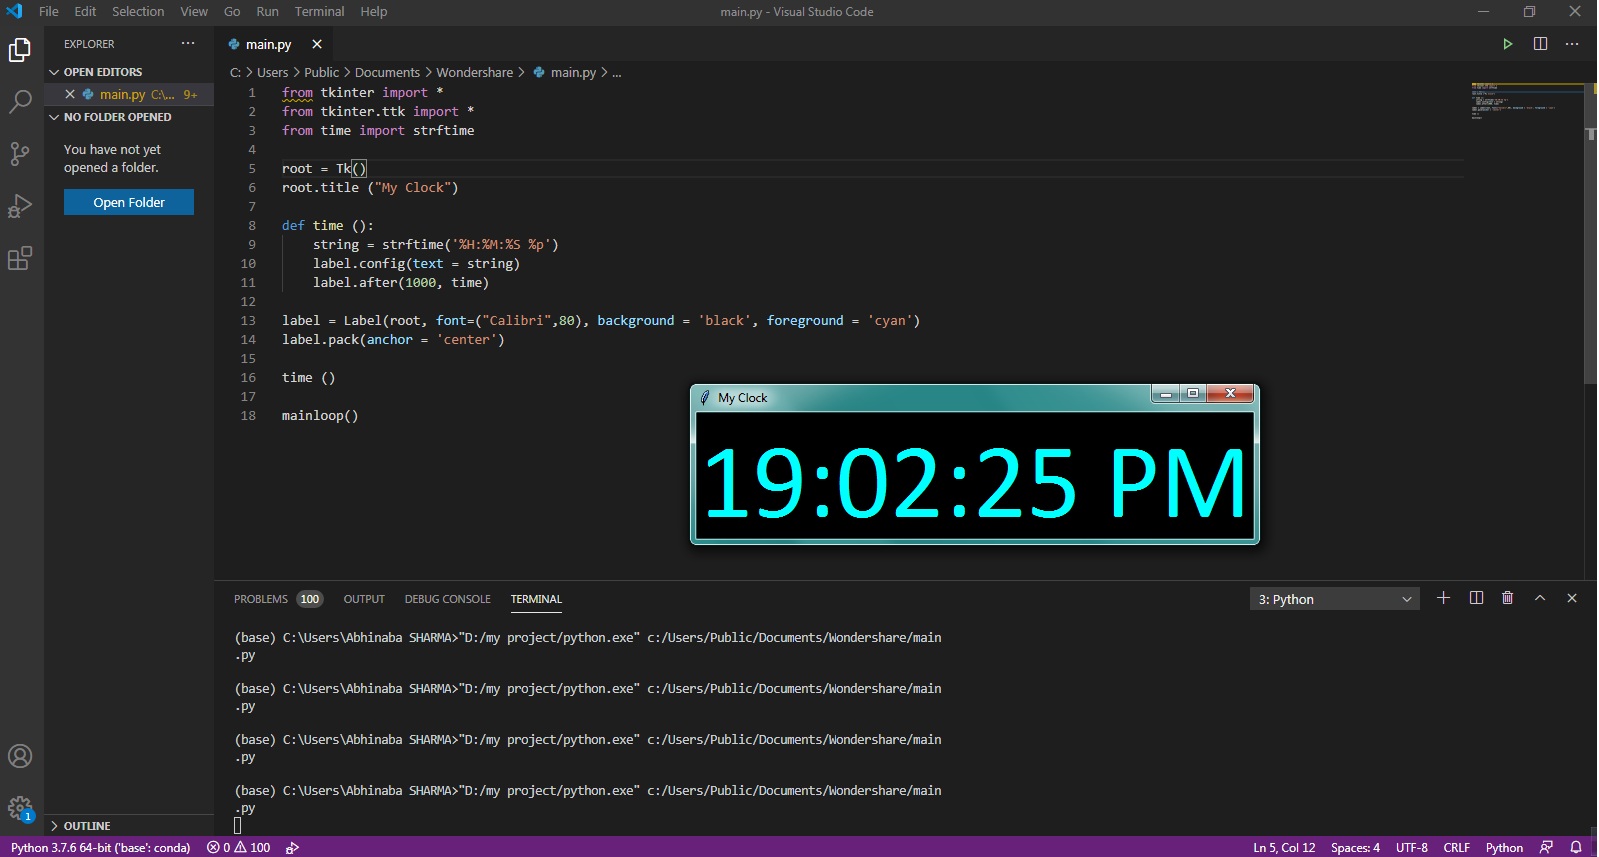 File Edit Selection View Go Run Terminal Help
main.py - Visual Studio Code
EXPLORER
OPEN EDITORS
main.py C:\... 9+
NO FOLDER OPENED
You have not yet
opened a folder.
Open Folder
OUTLINE
main.py
C: > Users > Public > Documents > Wondershare > main.py > ...
1 from tkinter import *
2 from tkinter.ttk import *
3 from time import strftime
4
5 root = Tk()
6 root.title ("My Clock")
7
8 def time ():
9     string = strftime('%H:%M:%S %p')
10     label.config(text = string)
11     label.after(1000, time)
12
13 label = Label(root, font=("Calibri",80), background = 'black', foreground = 'cyan')
14 label.pack(anchor = 'center')
15
16 time ()
17
18 mainloop()
My Clock
19:02:25 PM
PROBLEMS 100 OUTPUT DEBUG CONSOLE TERMINAL
3: Python
(base) C:\Users\Abhinaba SHARMA>"D:/my project/python.exe" c:/Users/Public/Documents/Wondershare/main
.py
(base) C:\Users\Abhinaba SHARMA>"D:/my project/python.exe" c:/Users/Public/Documents/Wondershare/main
.py
(base) C:\Users\Abhinaba SHARMA>"D:/my project/python.exe" c:/Users/Public/Documents/Wondershare/main
.py
(base) C:\Users\Abhinaba SHARMA>"D:/my project/python.exe" c:/Users/Public/Documents/Wondershare/main
.py
1
Python 3.7.6 64-bit ('base': conda) 0 100
Ln 5, Col 12 Spaces: 4 UTF-8 CRLF Python